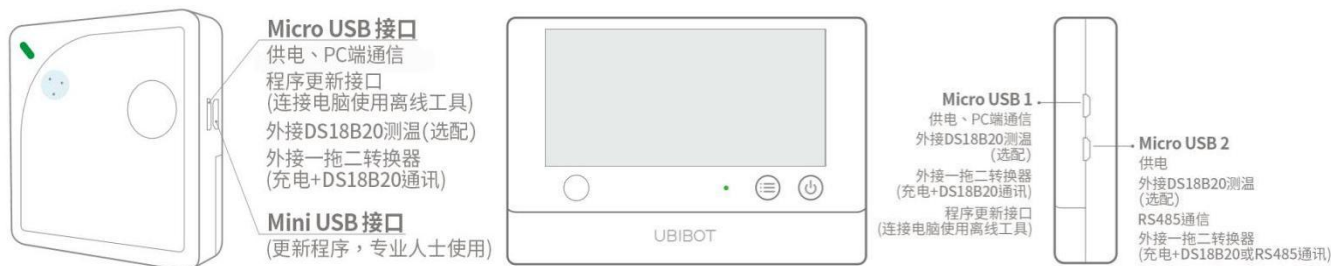 Micro USB 接口
供电、PC端通信
程序更新接口
(连接电脑使用离线工具)
外接DS18B20测温(选配)
外接一拖二转换器
(充电+DS18B20通讯)
Mini USB 接口
(更新程序，专业人士使用)
UBIBOT
Micro USB 1
供电、PC端通信
外接DS18B20测温
(选配)
外接一拖二转换器
(充电+DS18B20通讯)
程序更新接口
(连接电脑使用离线工具)
Micro USB 2
供电
外接DS18B20测温
(选配)
RS485通信
外接一拖二转换器
(充电+DS18B20或RS485通讯)